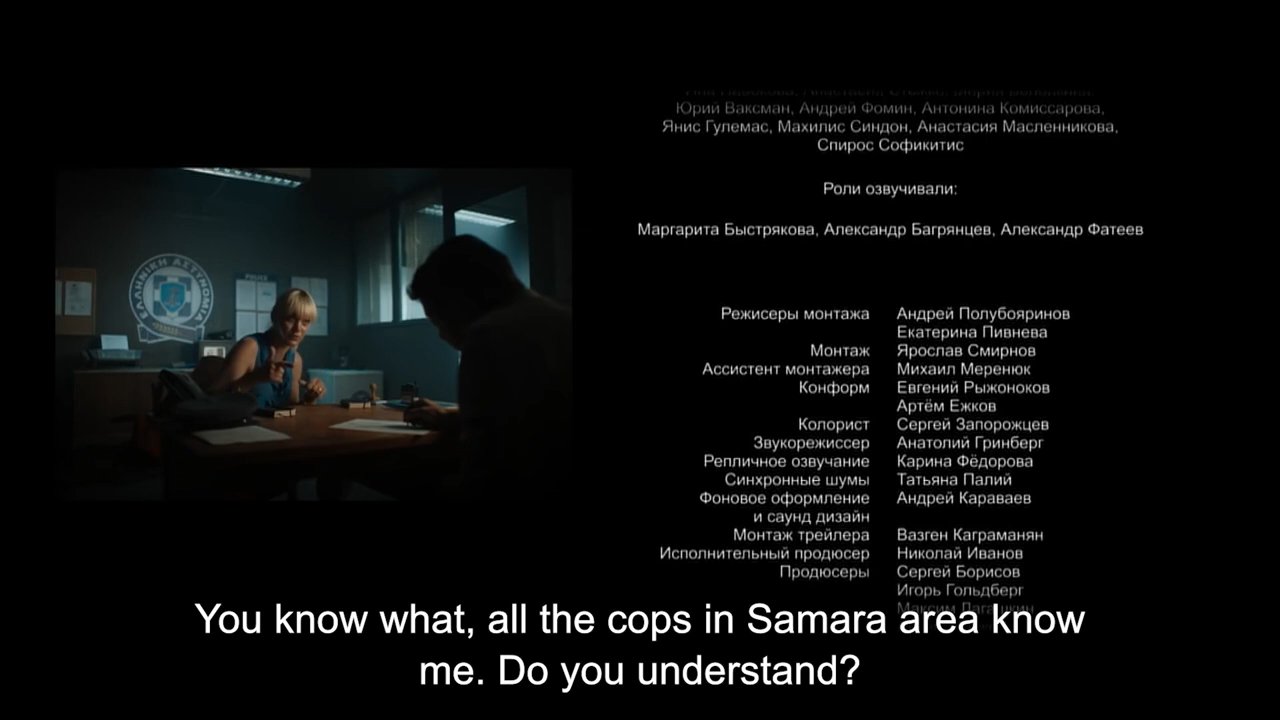 Юрий Ваксман, Андрей Фомин, Антонина Комиссарова,
Янис Гулемас, Махилис Синдон, Анастасия Масленникова,
Спирос Софикитис
Роли озвучивали:
Маргарита Быстрякова, Александр Багрянцев, Александр Фатеев
ΕΛΛΗΝΙΚΗ ΑΣΤΥΝΟΜΙΑ
POLICE
Режисеры монтажа Андрей Полубояринов
Екатерина Пивнева
Монтаж Ярослав Смирнов
Ассистент монтажера Михаил Меренюк
Конформ Евгений Рыжоноков
Артём Ежков
Колорист Сергей Запорожцев
Звукорежиссер Анатолий Гринберг
Репличное озвучание Карина Фёдорова
Синхронные шумы Татьяна Палий
Фоновое оформление Андрей Караваев
и саунд дизайн
Монтаж трейлера Вазген Каграманян
Исполнительный продюсер Николай Иванов
Продюсеры Сергей Борисов
Игорь Гольдберг
You know what, all the cops in Samara area know
me. Do you understand?